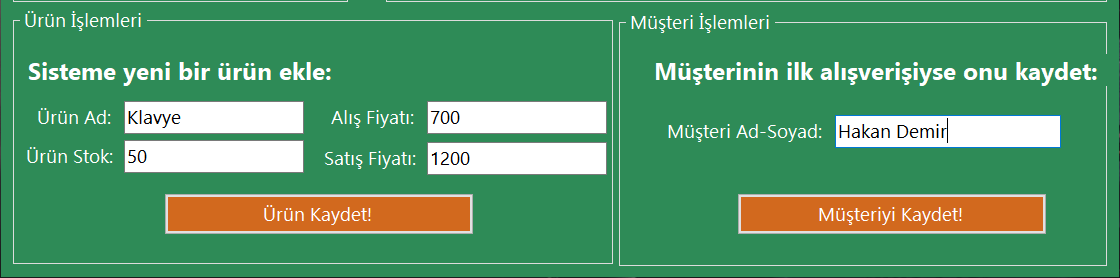 Ürün İşlemleri
Sisteme yeni bir ürün ekle:
Ürün Ad: Klavye Alış Fiyatı: 700
Ürün Stok: 50 Satış Fiyatı: 1200
Ürün Kaydet!
Müşteri İşlemleri
Müşterinin ilk alışverişiyse onu kaydet:
Müşteri Ad-Soyad: Hakan Demir
Müşteriyi Kaydet!